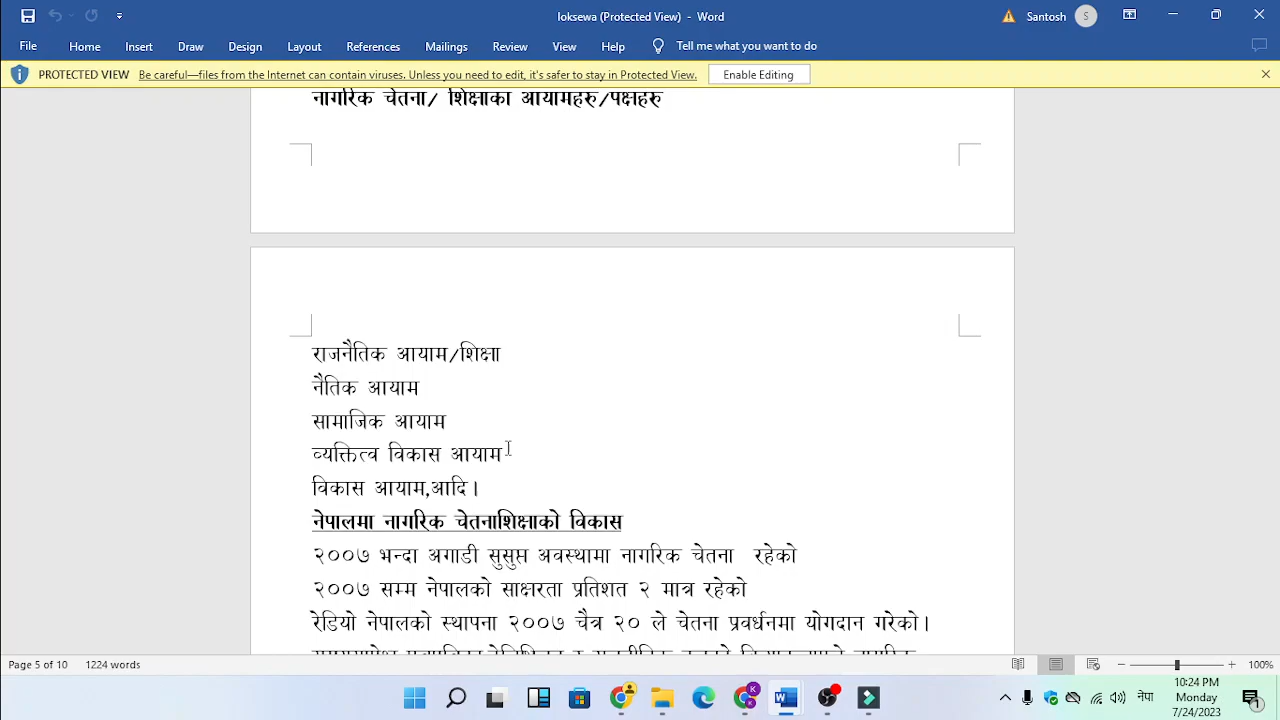 loksewa (Protected View) - Word
Santosh
S
File Home Insert Draw Design Layout References Mailings Review View Help Tell me what you want to do
PROTECTED VIEW Be careful—files from the Internet can contain viruses. Unless you need to edit, it's safer to stay in Protected View. Enable Editing
नागरिक चेतना/ शिक्षाका आयामहरु/पक्षहरु
राजनैतिक आयाम/शिक्षा
नैतिक आयाम
सामाजिक आयाम
व्यक्तित्व विकास आयाम
विकास आयाम,आदि।
नेपालमा नागरिक चेतनाशिक्षाको विकास
२००७ भन्दा अगाडी सुसुप्त अवस्थामा नागरिक चेतना रहेको
२००७ सम्म नेपालको साक्षरता प्रतिशत २ मात्र रहेको
रेडियो नेपालको स्थापना २००७ चैत्र २० ले चेतना प्रवर्धनमा योगदान गरेको।
Page 5 of 10 1224 words
100%
नेपा
10:24 PM
Monday
7/24/2023